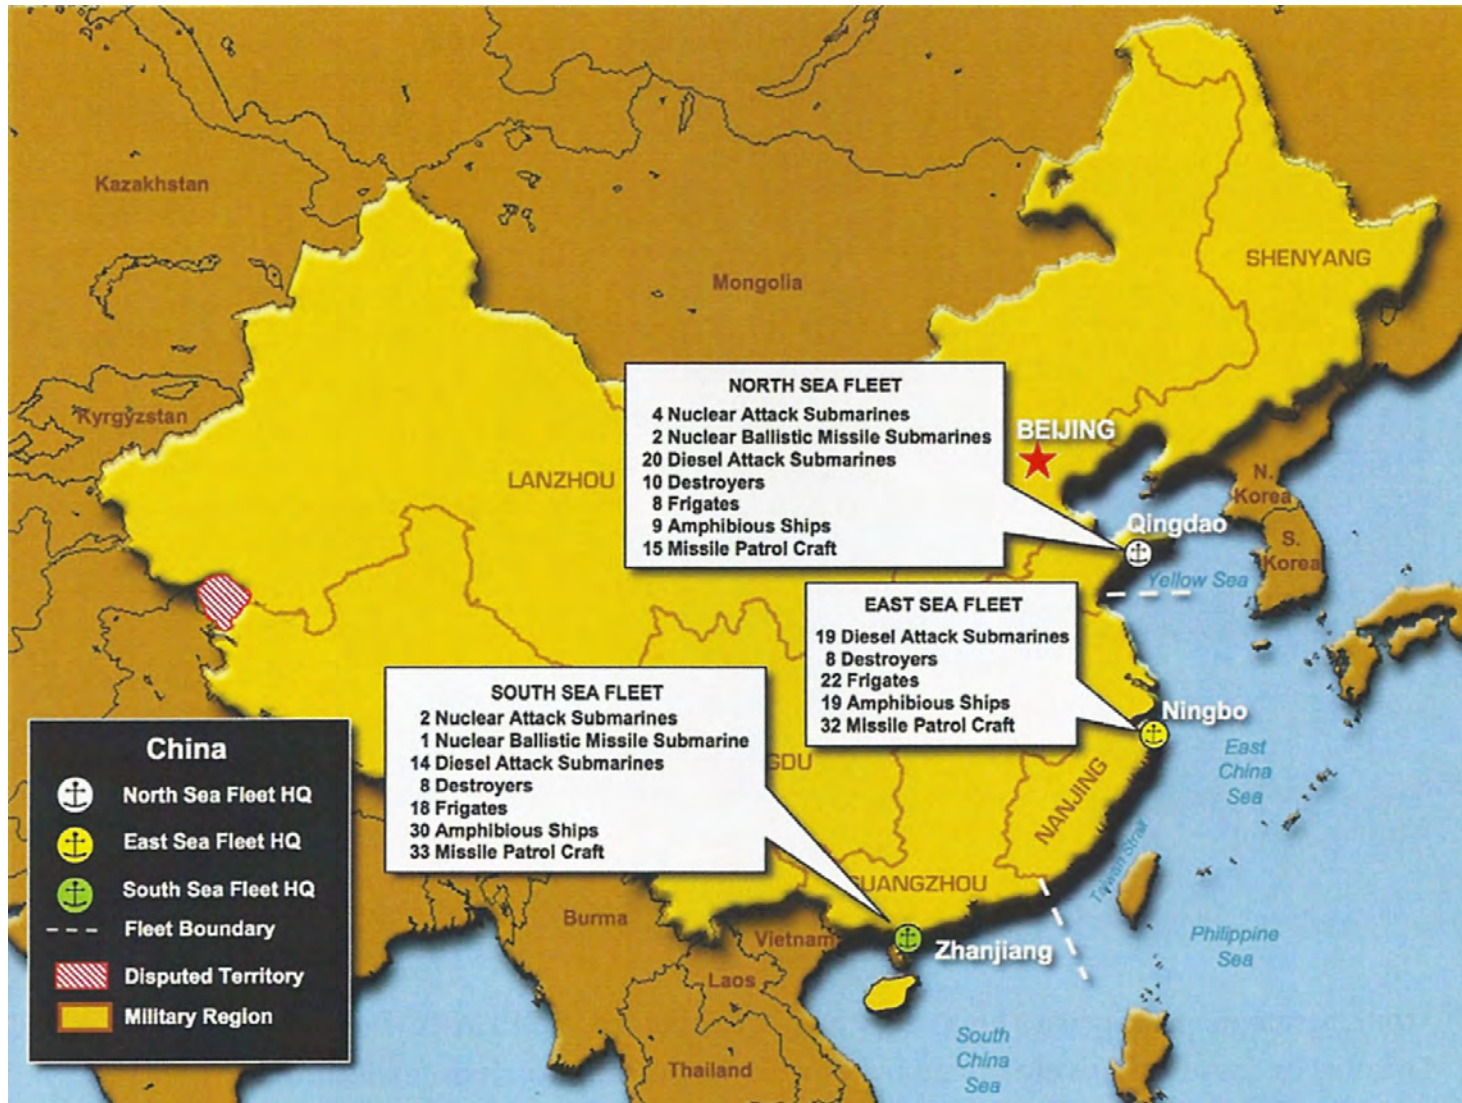 Kazakhstan
SHENYANG
Mongolia
Kyrgyzstan
NORTH SEA FLEET
4 Nuclear Attack Submarines
2 Nuclear Ballistic Missile Submarines
20 Diesel Attack Submarines
10 Destroyers
8 Frigates
9 Amphibious Ships
15 Missile Patrol Craft
BEIJING
LANZHOU
N.
Korea
S.
Korea
Qingdao
Yellow Sea
EAST SEA FLEET
19 Diesel Attack Submarines
8 Destroyers
22 Frigates
19 Amphibious Ships
32 Missile Patrol Craft
Ningbo
East
China
Sea
SOUTH SEA FLEET
2 Nuclear Attack Submarines
1 Nuclear Ballistic Missile Submarine
14 Diesel Attack Submarines
8 Destroyers
18 Frigates
30 Amphibious Ships
33 Missile Patrol Craft
GDU
NANJING
Taiwan Strait
GUANGZHOU
China
North Sea Fleet HQ
East Sea Fleet HQ
South Sea Fleet HQ
Fleet Boundary
Disputed Territory
Military Region
Burma
Vietnam
Laos
Thailand
Zhanjiang
Philippine
Sea
South
China
Sea